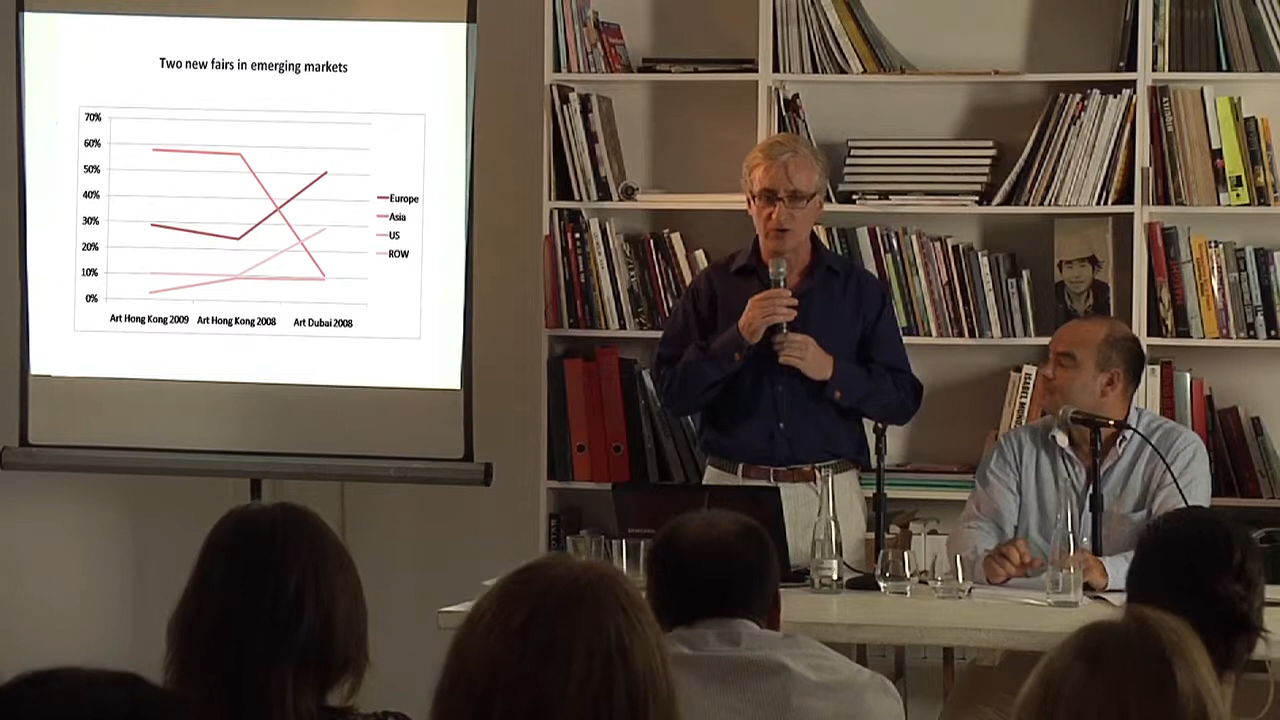 Two new fairs in emerging markets
70%
60%
50%
40%
30%
20%
10%
0%
Europe
Asia
US
ROW
Art Hong Kong 2009 Art Hong Kong 2008 Art Dubai 2008
SAMSUNG